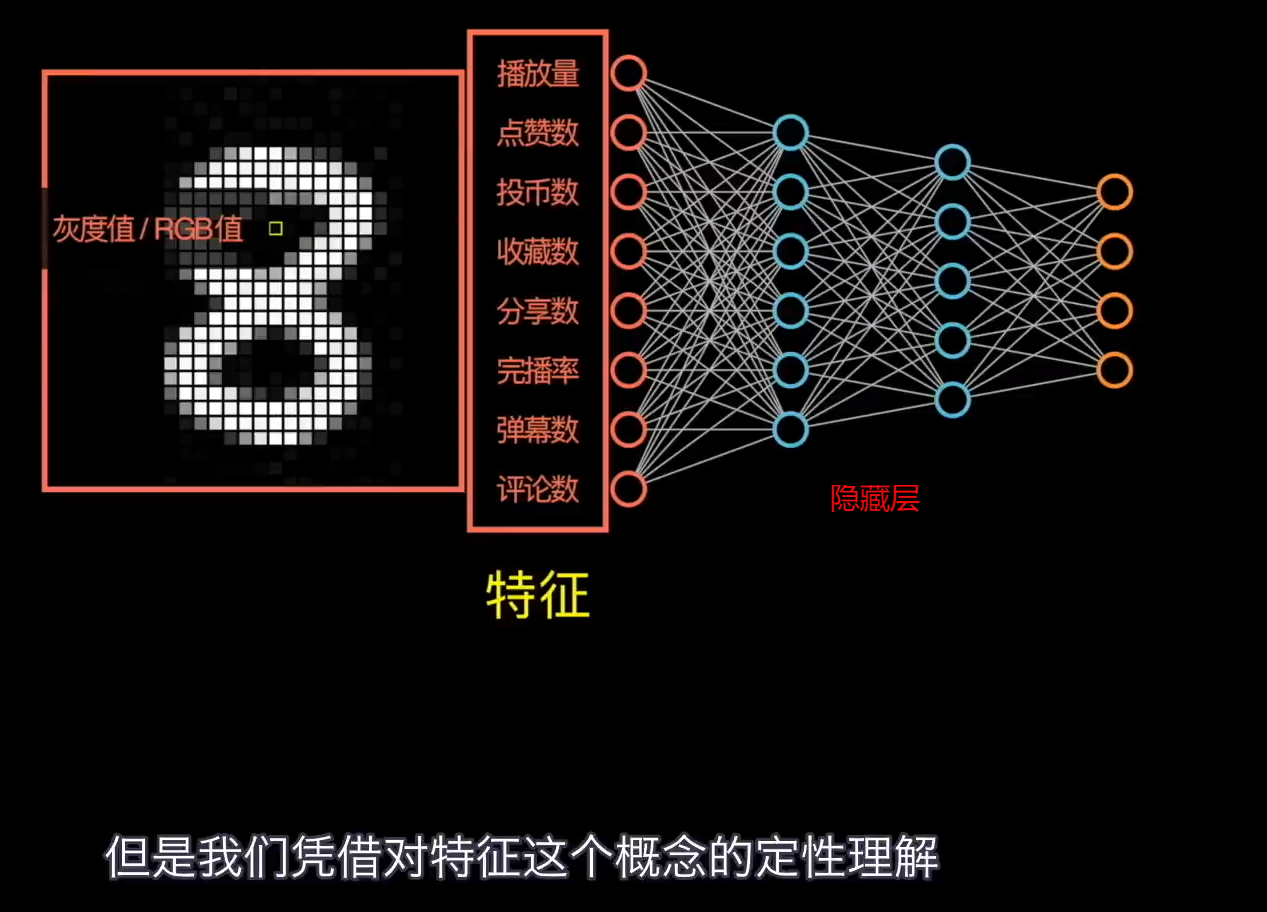 播放量
点赞数
投币数
灰度值 / RGB值
收藏数
分享数
完播率
弹幕数
评论数
隐藏层
特征
但是我们凭借对特征这个概念的定性理解